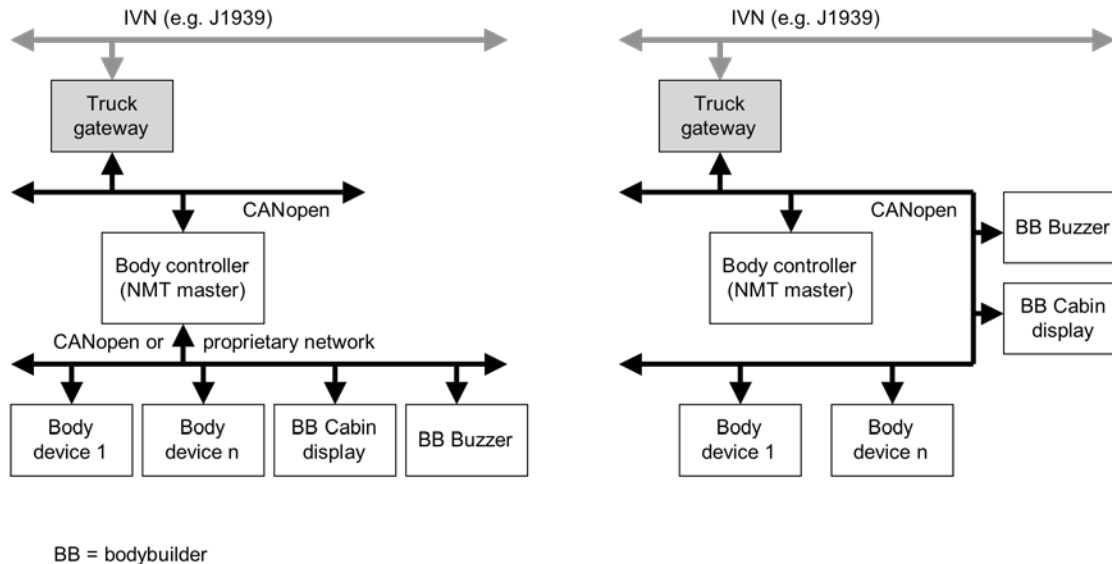 IVN (e.g. J1939)
Truck
gateway
CANopen
Body controller
(NMT master)
CANopen or proprietary network
Body
device 1
Body
device n
BB Cabin
display
BB Buzzer
IVN (e.g. J1939)
Truck
gateway
CANopen
BB Buzzer
Body controller
(NMT master)
BB Cabin
display
Body
device 1
Body
device n
BB = bodybuilder